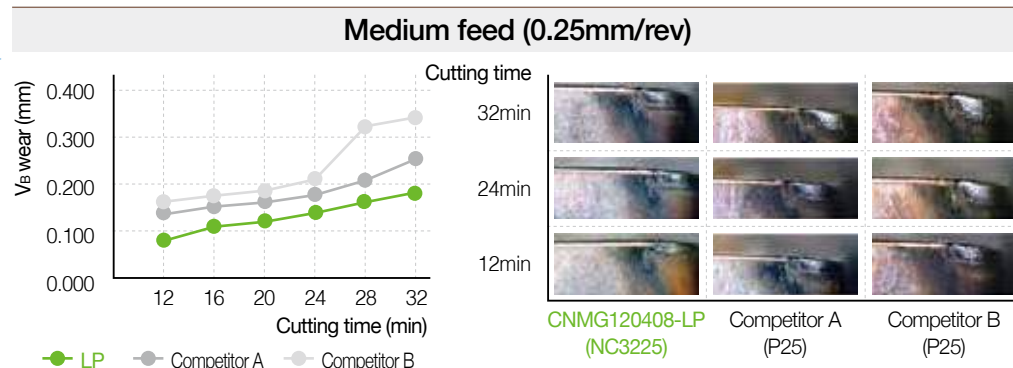 Medium feed (0.25mm/rev)
VB wear (mm)
0.400
0.300
0.200
0.100
0.000
12 16 20 24 28 32
Cutting time (min)
LP Competitor A Competitor B
Cutting time
32min
24min
12min
CNMG120408-LP
(NC3225)
Competitor A
(P25)
Competitor B
(P25)